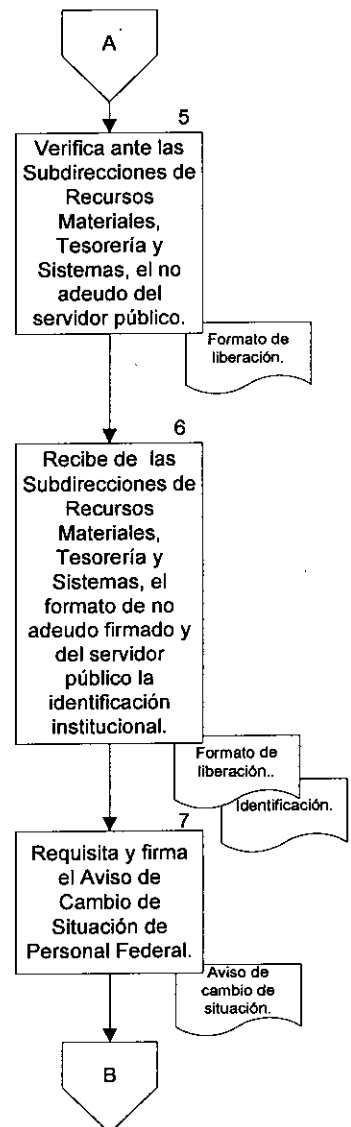 A
5
Verifica ante las
Subdirecciones de
Recursos
Materiales,
Tesorería y
Sistemas, el no
adeudo del
servidor público.
Formato de
liberación.
6
Recibe de las
Subdirecciones de
Recursos
Materiales,
Tesorería y
Sistemas, el
formato de no
adeudo firmado y
del servidor
público la
identificación
institucional.
Formato de
liberación..
Identificación.
7
Requisita y firma
el Aviso de
Cambio de
Situación de
Personal Federal.
Aviso de
cambio de
situación.
B